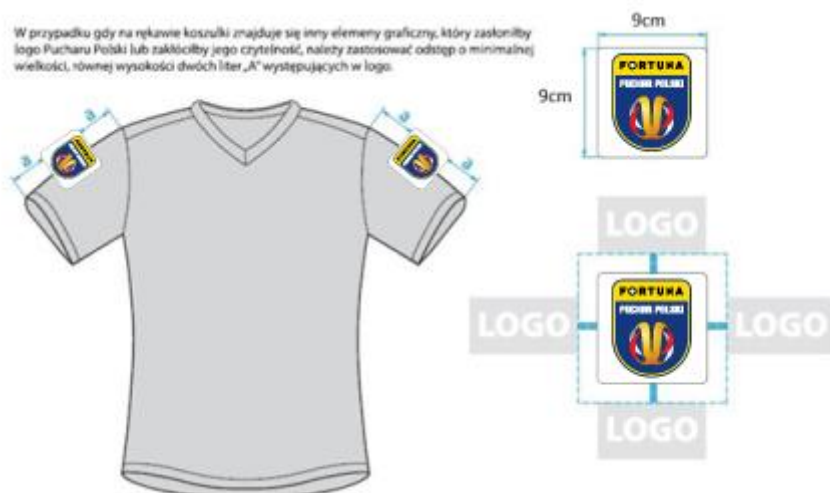 W przypadku gdy na rękawie koszulki znajduje się inny elemeny graficzny, który zasłoniłby
logo Pucharu Polski lub zakłóciłby jego czytelność, należy zastosować odstęp o minimalnej
wielkości, równej wysokości dwóch liter „A” występujących w logo.
9cm
9cm
FORTUNA
PUCHAR POLSKI
a
a
a
a
LOGO
LOGO
FORTUNA
PUCHAR POLSKI
LOGO
LOGO